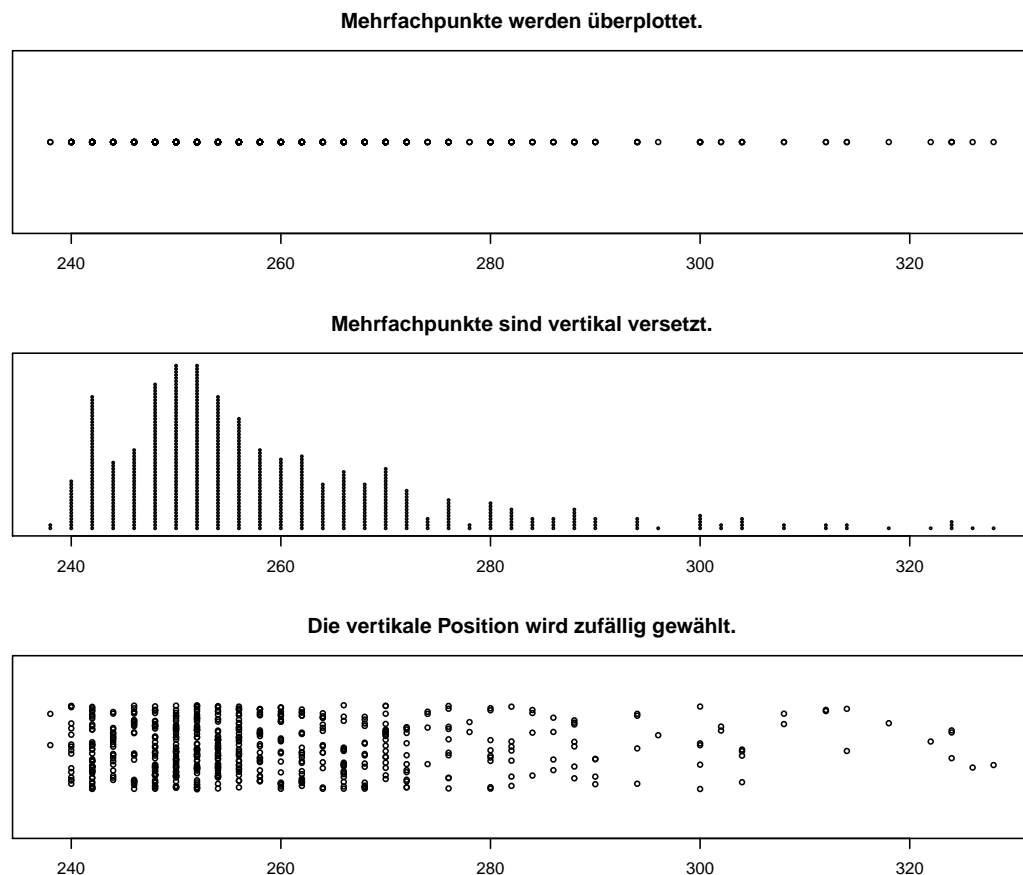 Mehrfachpunkte werden überplottet.
240 260 280 300 320
Mehrfachpunkte sind vertikal versetzt.
240 260 280 300 320
Die vertikale Position wird zufällig gewählt.
240 260 280 300 320